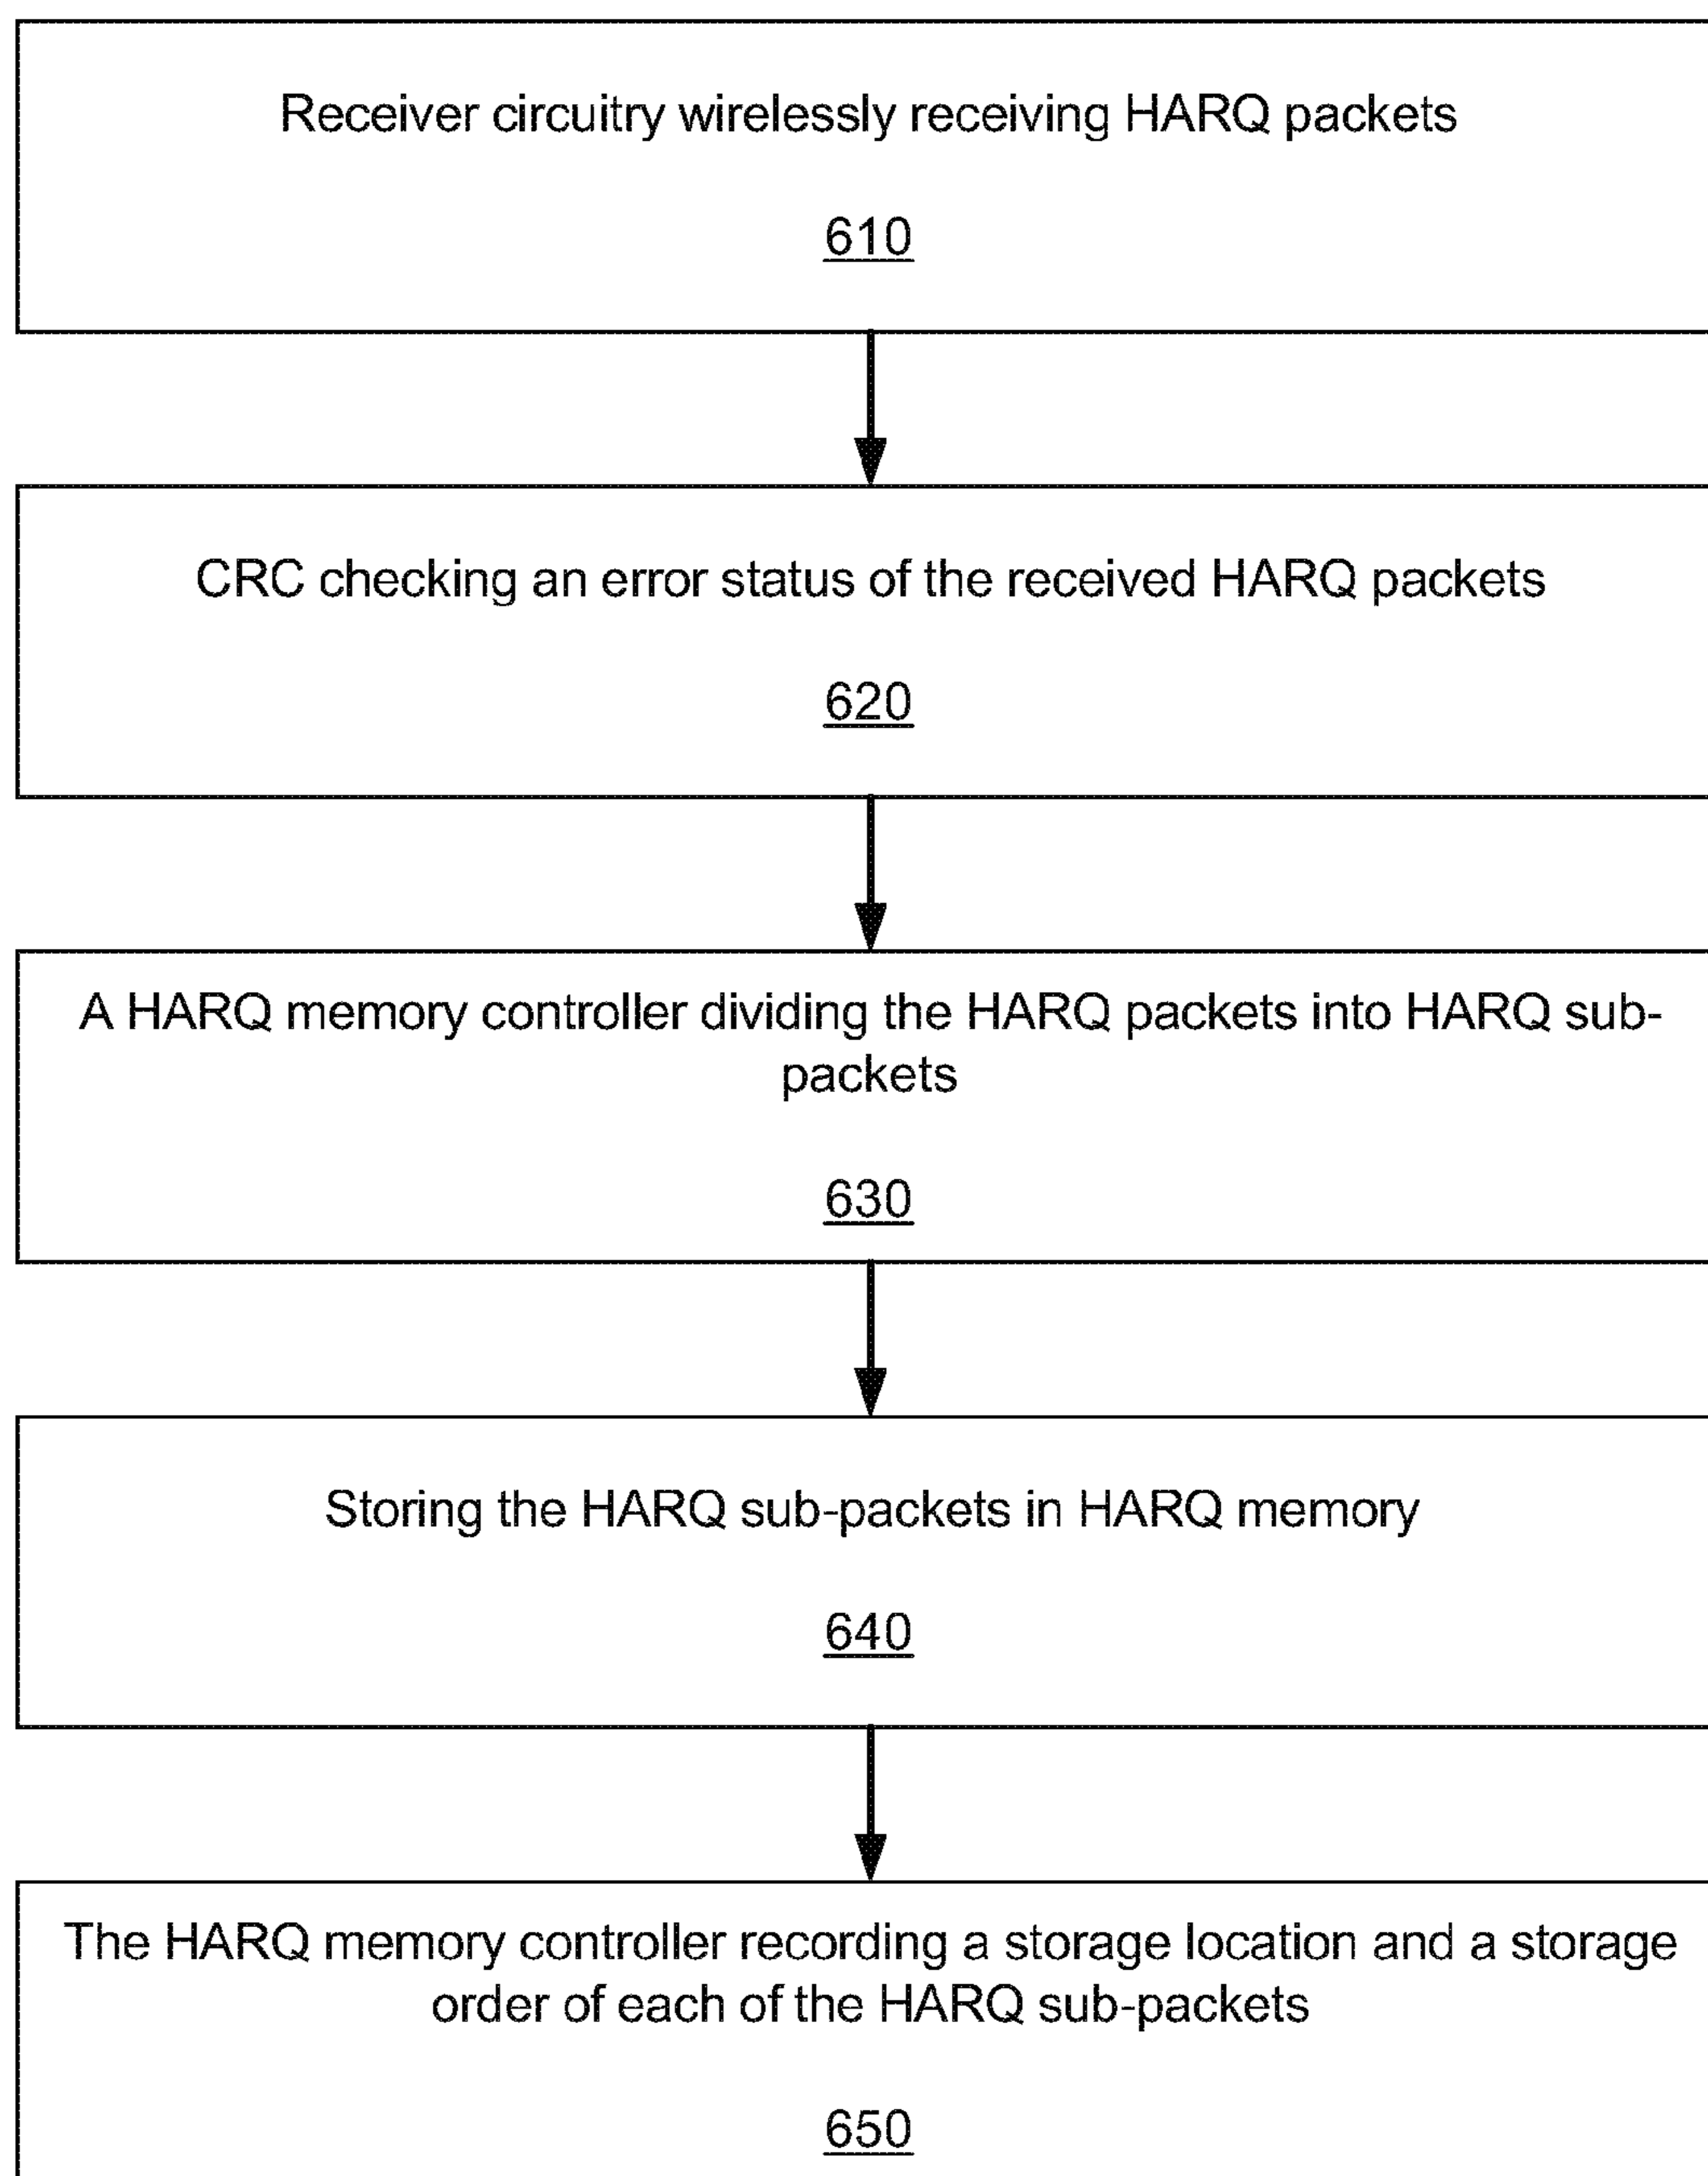 Receiver circuitry wirelessly receiving HARQ packets
610
CRC checking an error status of the received HARQ packets
620
A HARQ memory controller dividing the HARQ packets into HARQ sub-
packets
630
Storing the HARQ sub-packets in HARQ memory
640
The HARQ memory controller recording a storage location and a storage
order of each of the HARQ sub-packets
650